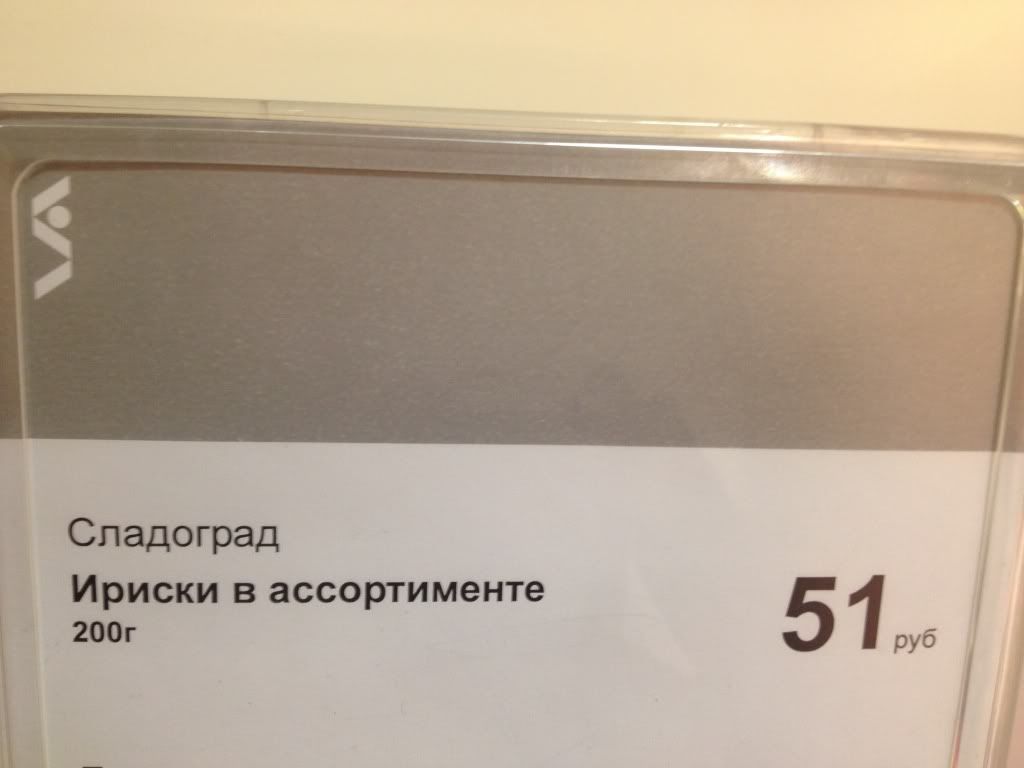 Сладоград
Ириски в ассортименте
200г
51 руб